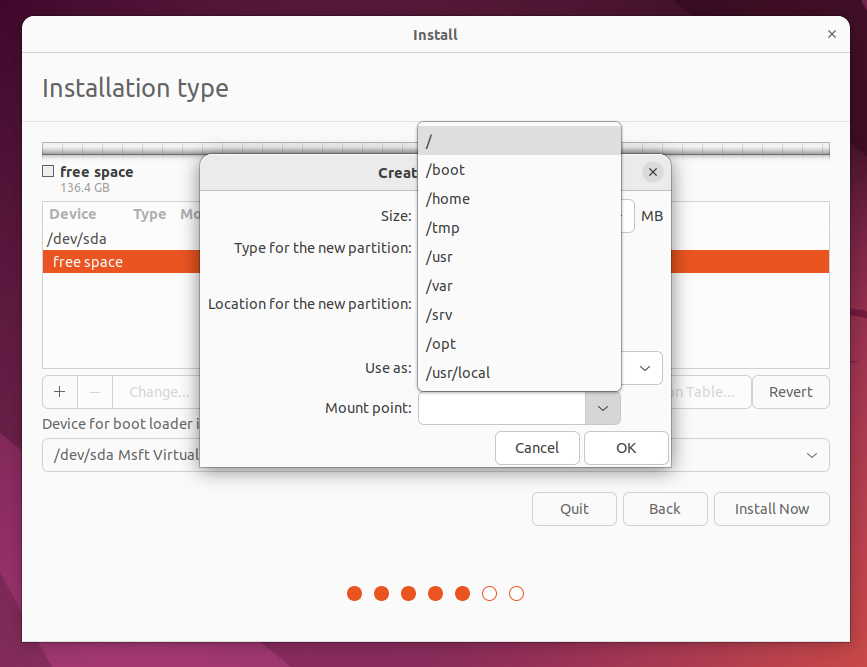 Install
Installation type
free space
136.4 GB
Device Type Mo
/dev/sda
free space
Creat
Size: MB
Type for the new partition:
Location for the new partition:
Use as:
Mount point:
/
/boot
/home
/tmp
/usr
/var
/srv
/opt
/usr/local
Cancel OK
+ − Change... on Table... Revert
Device for boot loader i
/dev/sda Msft Virtual
Quit Back Install Now